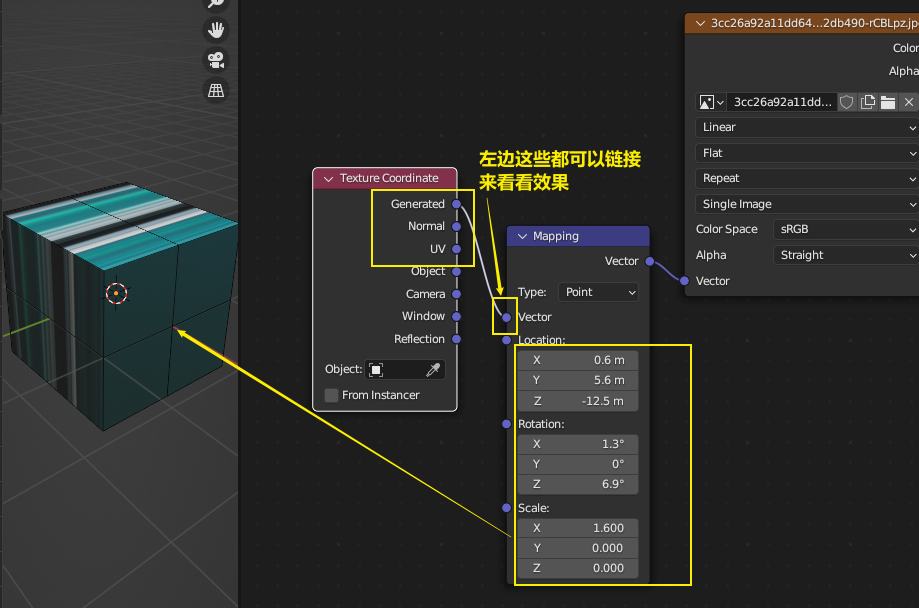 3cc26a92a11dd64...2db490-rCBLpz.jp
Color
Alpha
3cc26a92a11dd...
Linear
Flat
Repeat
Single Image
Color Space
sRGB
Alpha
Straight
Vector
左边这些都可以链接
来看看效果
Texture Coordinate
Generated
Normal
UV
Object
Camera
Window
Reflection
Object:
From Instancer
Mapping
Vector
Type:
Point
Vector
Location:
X 0.6 m
Y 5.6 m
Z -12.5 m
Rotation:
X 1.3°
Y 0°
Z 6.9°
Scale:
X 1.600
Y 0.000
Z 0.000